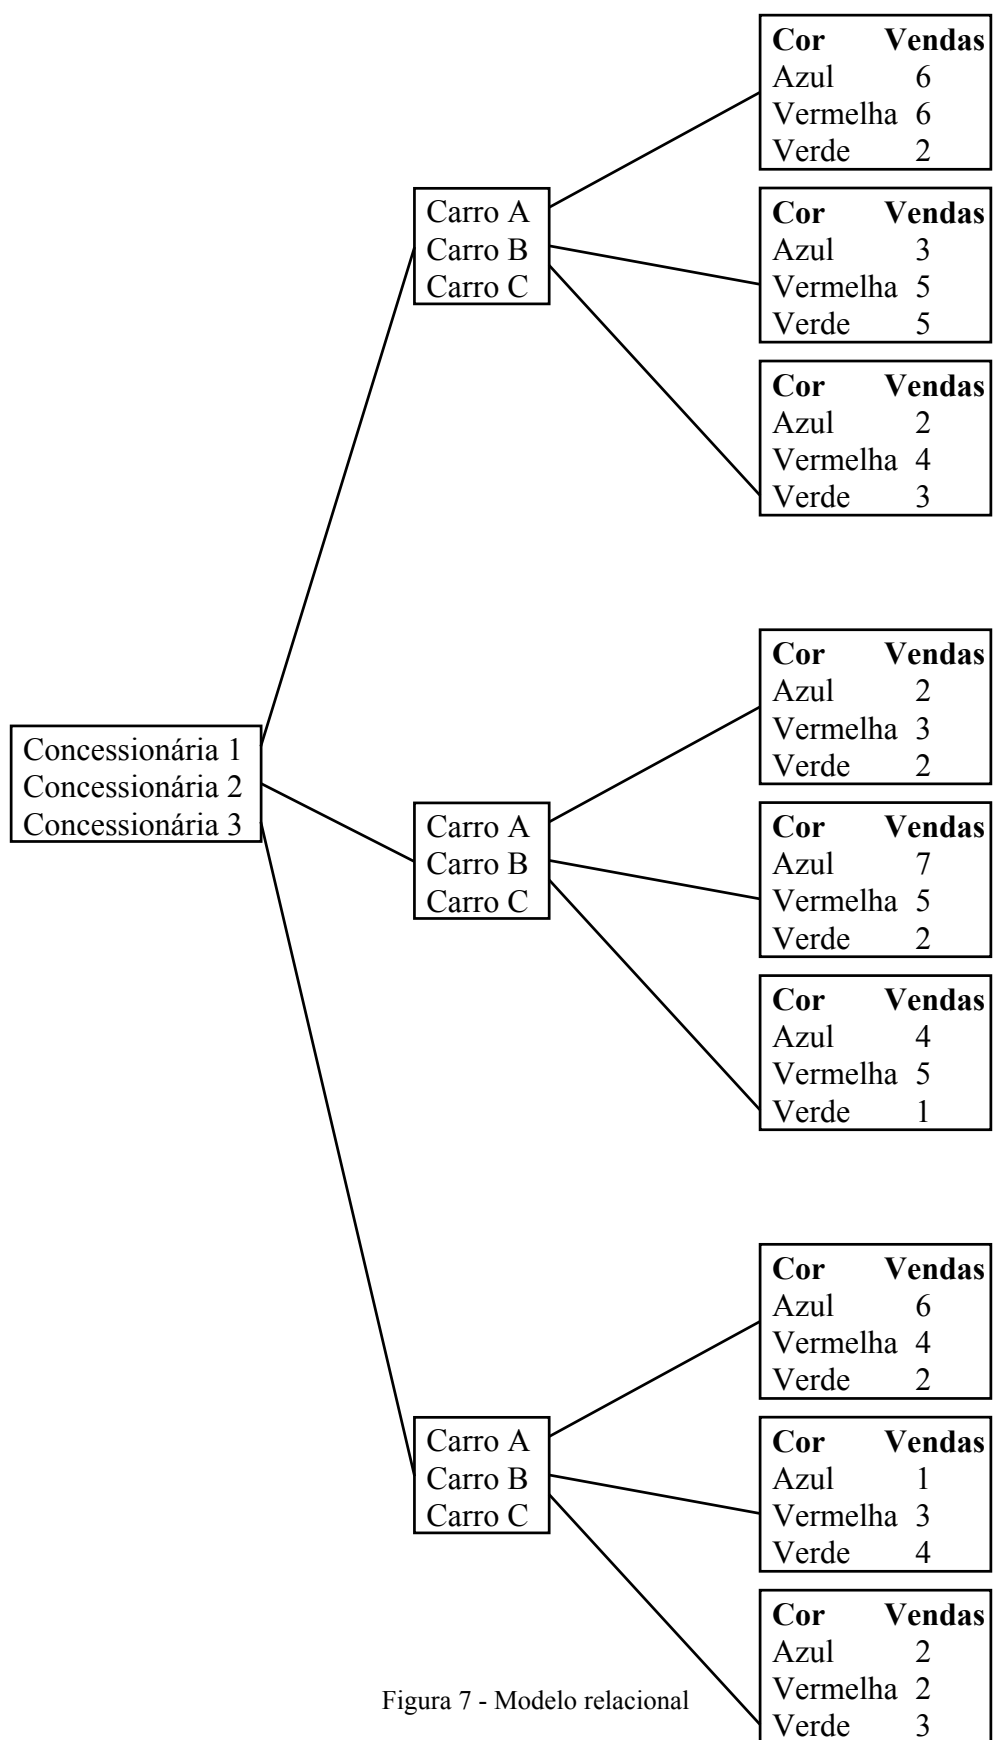 Cor Vendas
Azul 6
Vermelha 6
Verde 2
Carro A
Carro B
Carro C
Cor Vendas
Azul 3
Vermelha 5
Verde 5
Cor Vendas
Azul 2
Vermelha 4
Verde 3
Cor Vendas
Azul 2
Vermelha 3
Verde 2
Concessionária 1
Concessionária 2
Concessionária 3
Carro A
Carro B
Carro C
Cor Vendas
Azul 7
Vermelha 5
Verde 2
Cor Vendas
Azul 4
Vermelha 5
Verde 1
Cor Vendas
Azul 6
Vermelha 4
Verde 2
Carro A
Carro B
Carro C
Cor Vendas
Azul 1
Vermelha 3
Verde 4
Cor Vendas
Azul 2
Vermelha 2
Verde 3
Figura 7 - Modelo relacional